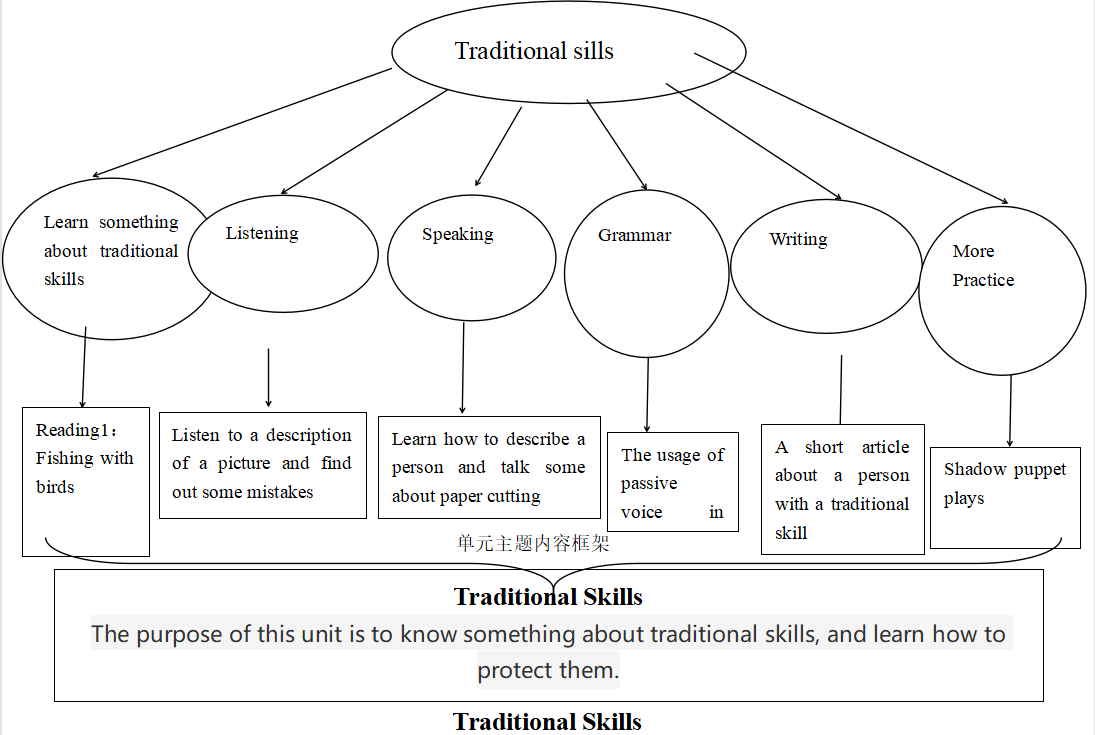 Traditional sills
Learn something
about traditional
skills
Listening
Speaking
Grammar
Writing
More
Practice
Reading1：
Fishing with
birds
Listen to a description
of a picture and find
out some mistakes
Learn how to describe a
person and talk some
about paper cutting
The usage of
passive
voice in
A short article
about a person
with a traditional
skill
Shadow puppet
plays
单元主题内容框架
Traditional Skills
The purpose of this unit is to know something about traditional skills, and learn how to
protect them.
Traditional Skills